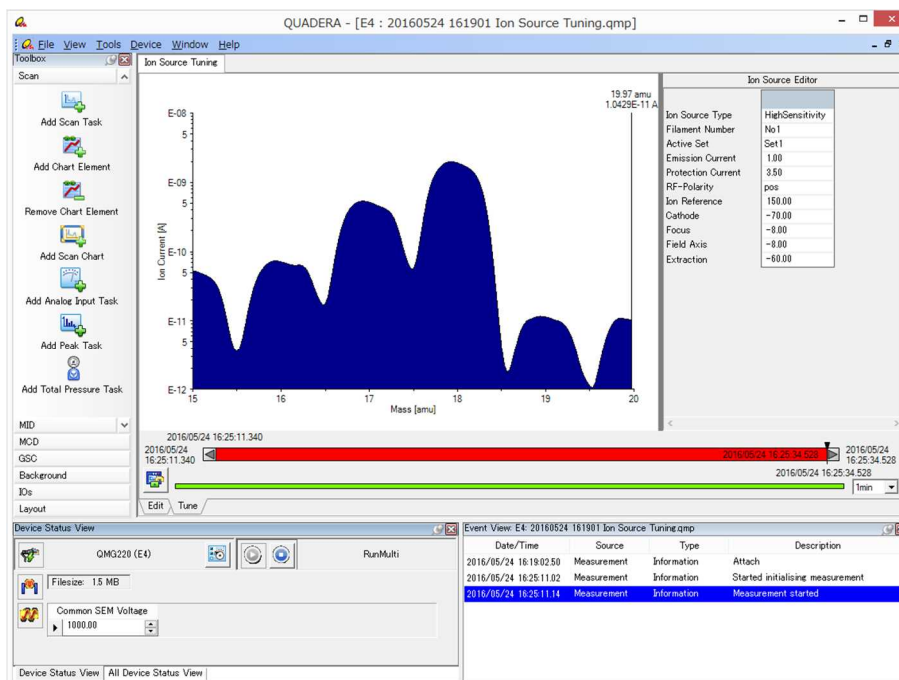 QUADERA - [E4 : 20160524 161901 Ion Source Tuning.qmp]
File View Tools Device Window Help
Toolbox
Scan
Add Scan Task
Add Chart Element
Remove Chart Element
Add Scan Chart
Add Analog Input Task
Add Peak Task
Add Total Pressure Task
MID
MCD
GSC
Background
IOs
Layout
Ion Source Tuning
19.97 amu
1.0429E-11 A
E-08
5
E-09
5
E-10
5
E-11
5
E-12
Ion Current [A]
15 16 17 18 19 20
Mass [amu]
Ion Source Editor
Ion Source Type HighSensitivity
Filament Number No1
Active Set Set1
Emission Current 1.00
Protection Current 3.50
RF-Polarity pos
Ion Reference 150.00
Cathode -70.00
Focus -8.00
Field Axis -8.00
Extraction -60.00
2016/05/24 16:25:11.340
2016/05/24
16:25:11.340
2016/05/24 16:25:34.528
2016/05/24
16:25:34.528
2016/05/24 16:25:34.528
1min
Edit Tune
Device Status View
QMG220 (E4) RunMulti
Filesize: 1.5 MB
Common SEM Voltage
1000.00
Device Status View All Device Status View
Event View: E4: 20160524 161901 Ion Source Tuning.qmp
Date/Time Source Type Description
2016/05/24 16:19:02.50 Measurement Information Attach
2016/05/24 16:25:11.02 Measurement Information Started initialising measurement
2016/05/24 16:25:11.14 Measurement Information Measurement started